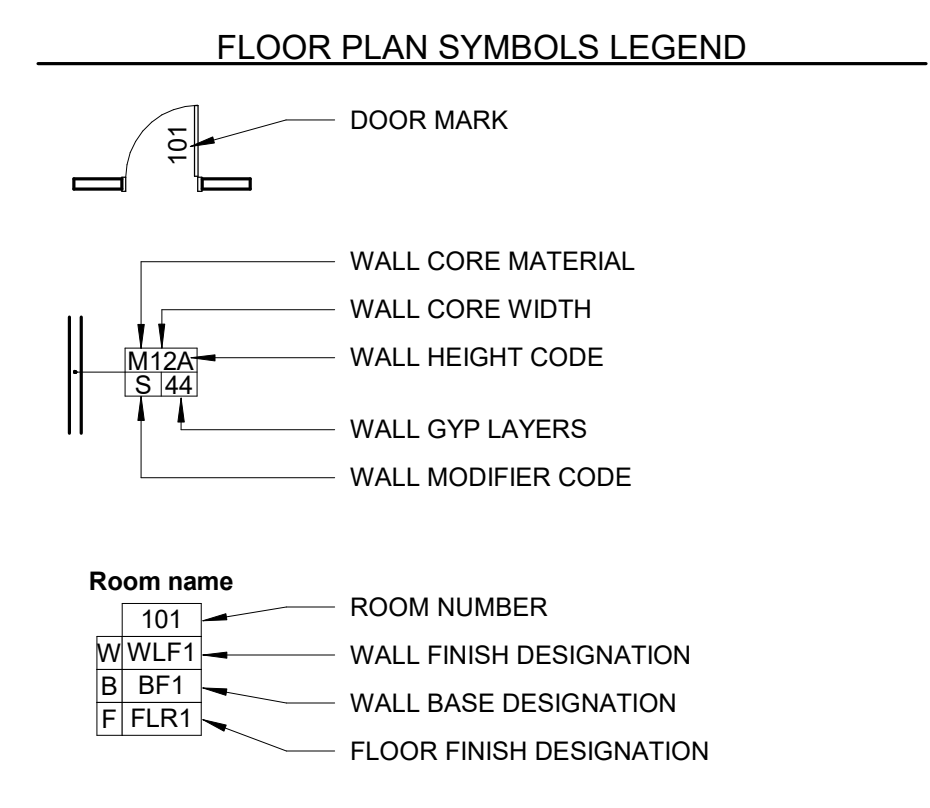 FLOOR PLAN SYMBOLS LEGEND
101
DOOR MARK
WALL CORE MATERIAL
WALL CORE WIDTH
M12A
WALL HEIGHT CODE
S 44
WALL GYP LAYERS
WALL MODIFIER CODE
Room name
101
ROOM NUMBER
W WLF1
WALL FINISH DESIGNATION
B BF1
WALL BASE DESIGNATION
F FLR1
FLOOR FINISH DESIGNATION